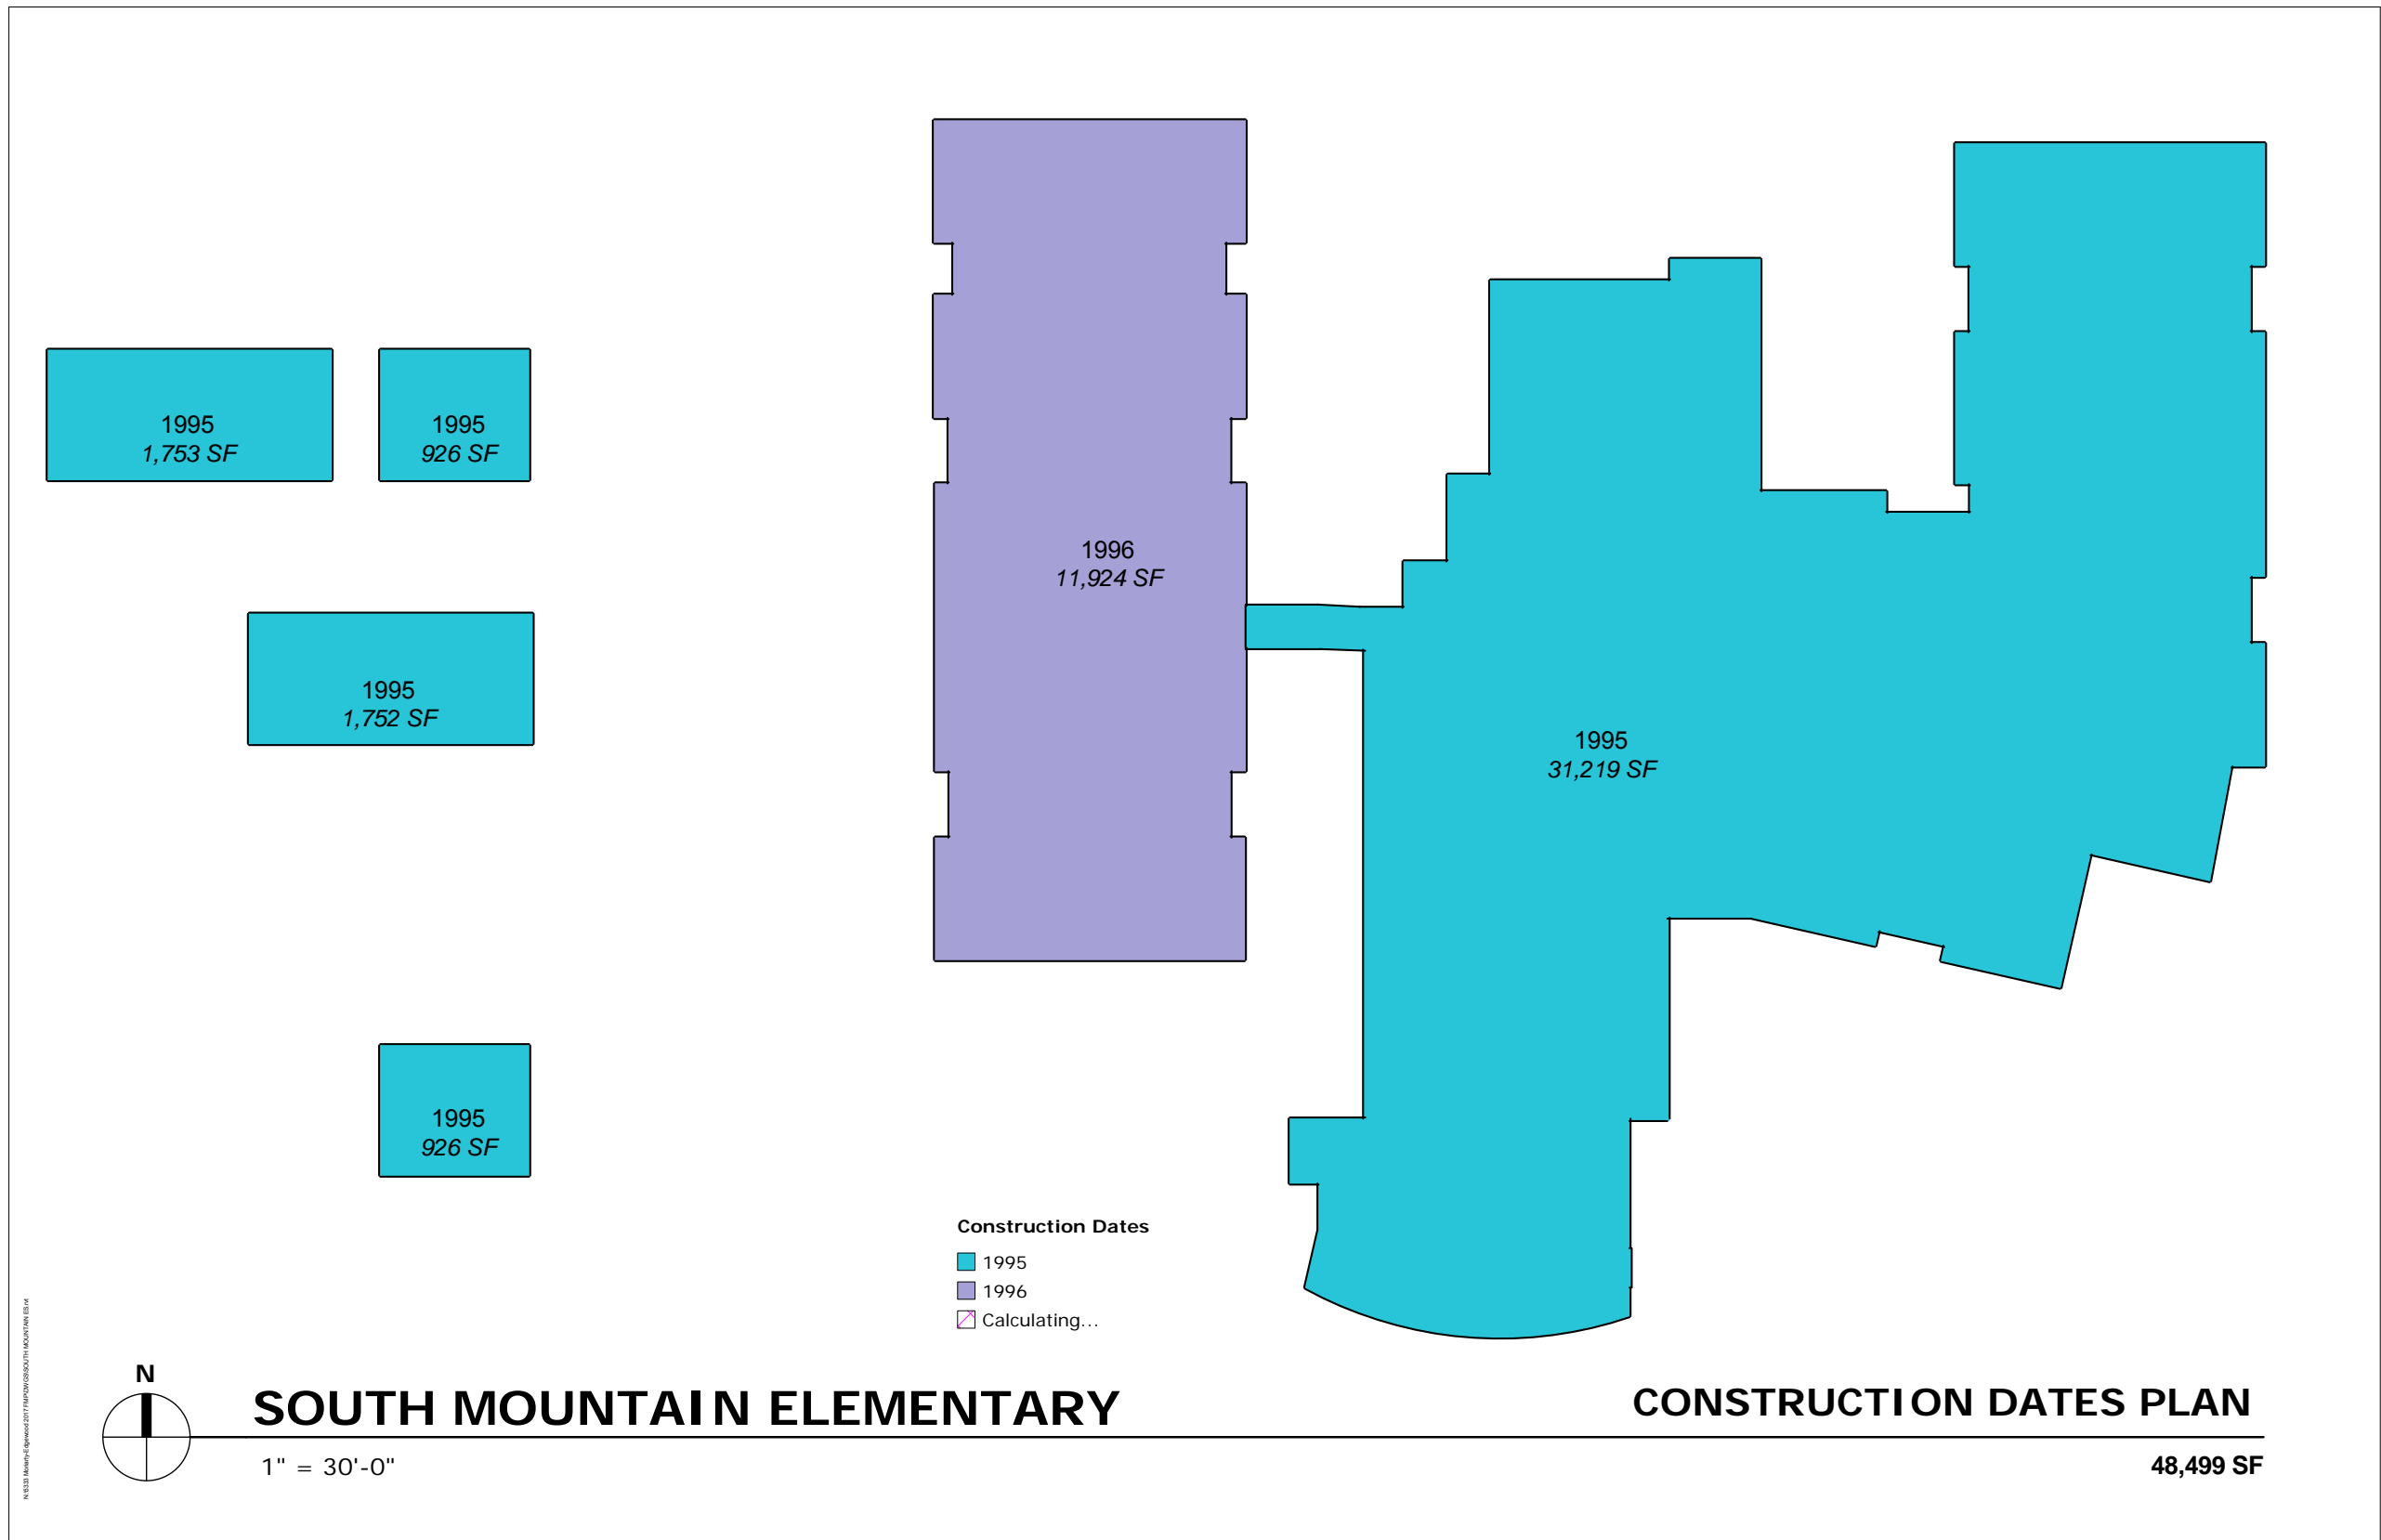 1995
1,753 SF
1995
926 SF
1996
11,924 SF
1995
1,752 SF
1995
31,219 SF
1995
926 SF
Construction Dates
1995
1996
Calculating...
N
SOUTH MOUNTAIN ELEMENTARY
CONSTRUCTION DATES PLAN
1" = 30'-0"
48,499 SF